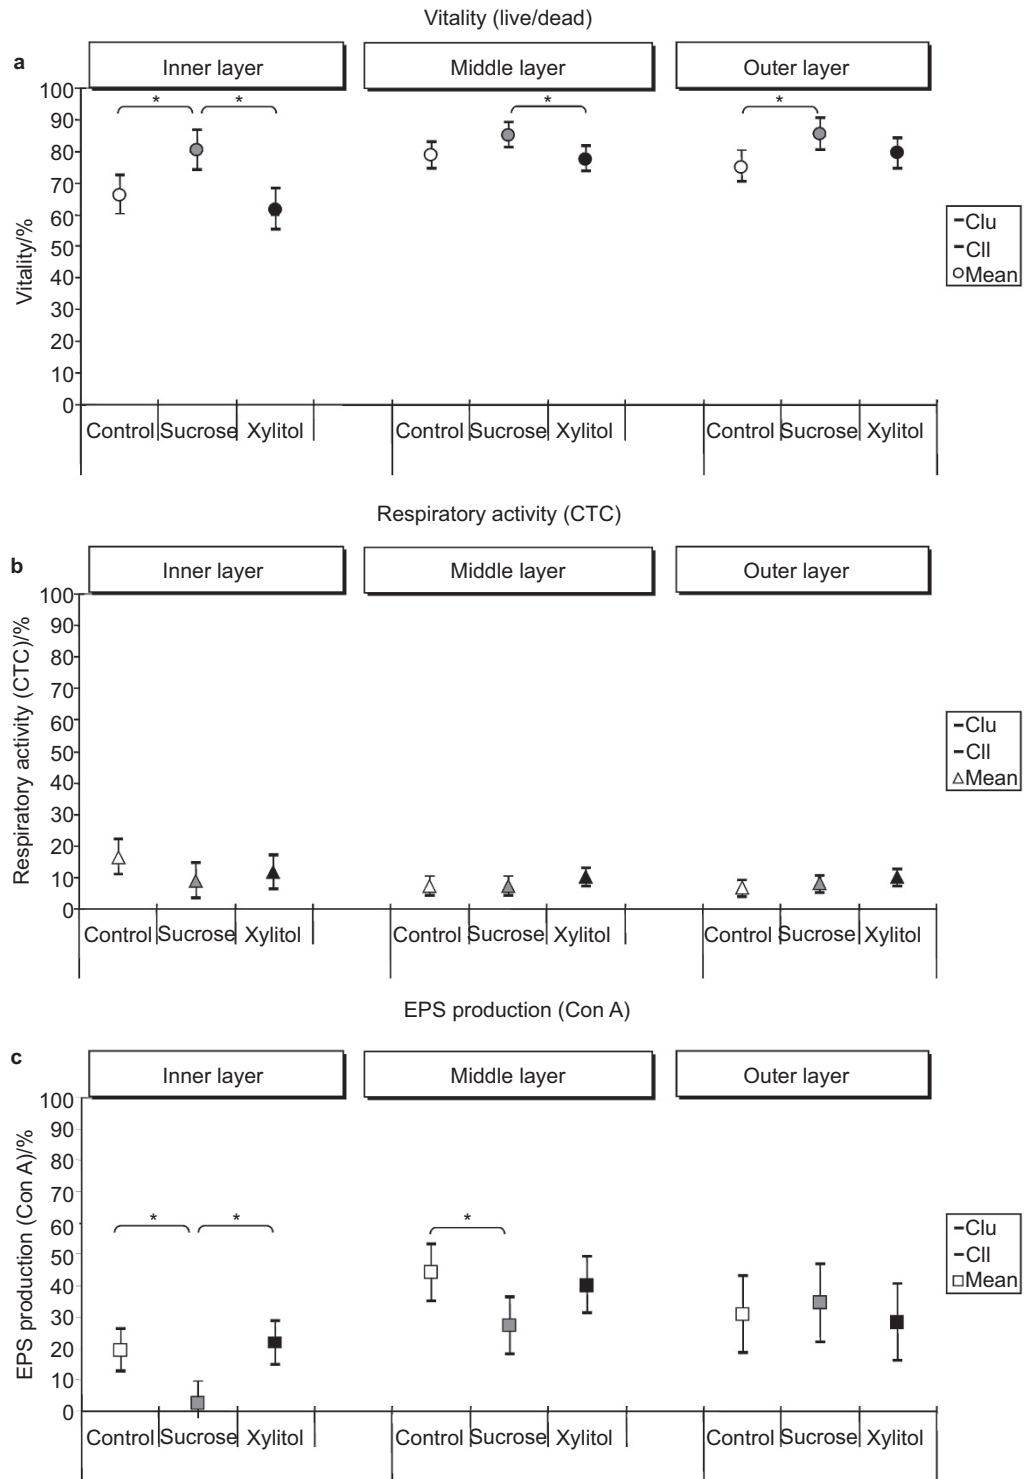 Vitality (live/dead)
a
Inner layer
Middle layer
Outer layer
Vitality/%
100
90
80
70
60
50
40
30
20
10
0
*
*
*
*
Control
Sucrose
Xylitol
Control
Sucrose
Xylitol
Control
Sucrose
Xylitol
Clu
Cll
Mean
Respiratory activity (CTC)
b
Inner layer
Middle layer
Outer layer
Respiratory activity (CTC)/%
100
90
80
70
60
50
40
30
20
10
0
Control
Sucrose
Xylitol
Control
Sucrose
Xylitol
Control
Sucrose
Xylitol
Clu
Cll
Mean
EPS production (Con A)
c
Inner layer
Middle layer
Outer layer
EPS production (Con A)/%
100
90
80
70
60
50
40
30
20
10
0
*
*
*
Control
Sucrose
Xylitol
Control
Sucrose
Xylitol
Control
Sucrose
Xylitol
Clu
Cll
Mean